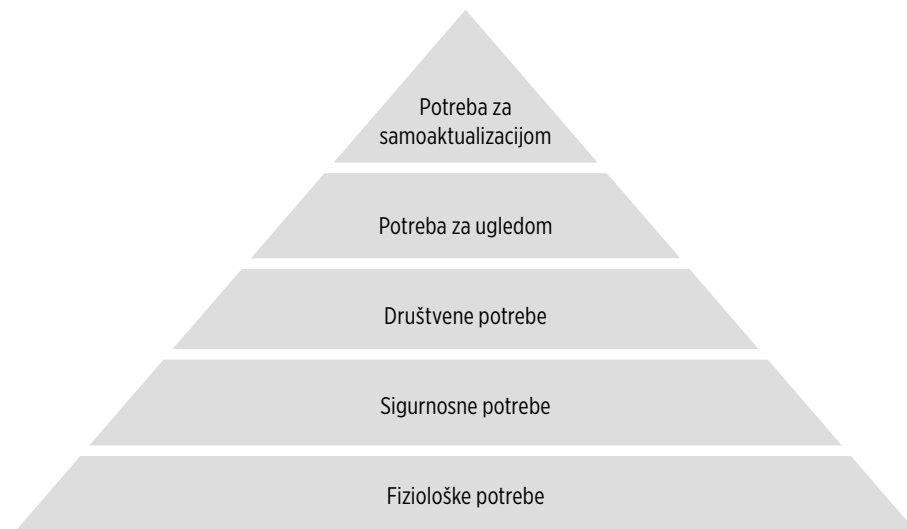 Potreba za
samoaktualizacijom
Potreba za ugledom
Društvene potrebe
Sigurnosne potrebe
Fiziološke potrebe